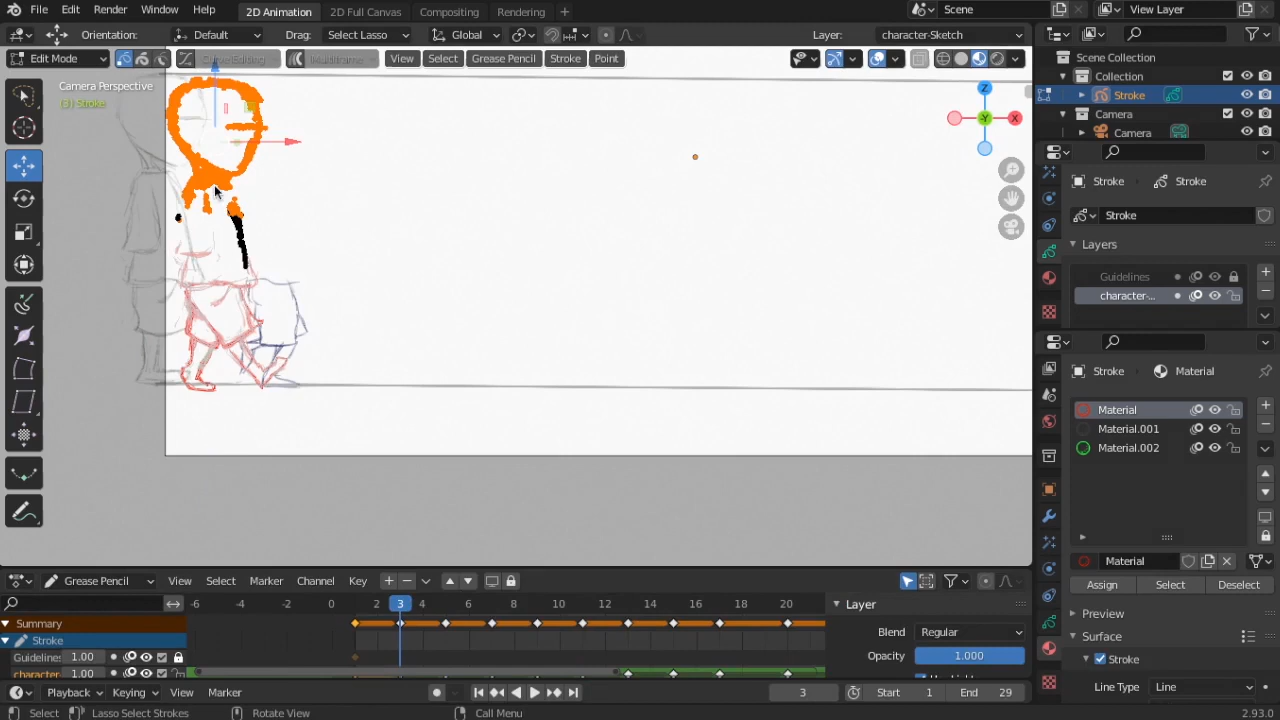 File Edit Render Window Help 2D Animation 2D Full Canvas Compositing Rendering + Scene View Layer
Orientation: Default Drag: Select Lasso Global Layer: character-Sketch
Edit Mode Curve Editing Multiframe View Select Grease Pencil Stroke Point
Scene Collection
Collection
Stroke
Camera
Camera
Camera Perspective
(3) Stroke
Z
Y
X
Stroke Stroke
Stroke
Layers
Guidelines
character-...
Stroke Material
Material
Material.001
Material.002
Material
Assign Select Deselect
Preview
Surface
Stroke
Line Type Line
Grease Pencil View Select Marker Channel Key
-6 -4 -2 0 2 3 4 6 8 10 12 14 16 18 20
Summary
Stroke
Guidelines 1.00
character 1.00
Layer
Blend Regular
Opacity 1.000
Playback Keying View Marker 3 Start 1 End 29
Select Lasso Select Strokes Rotate View Call Menu 2.93.0